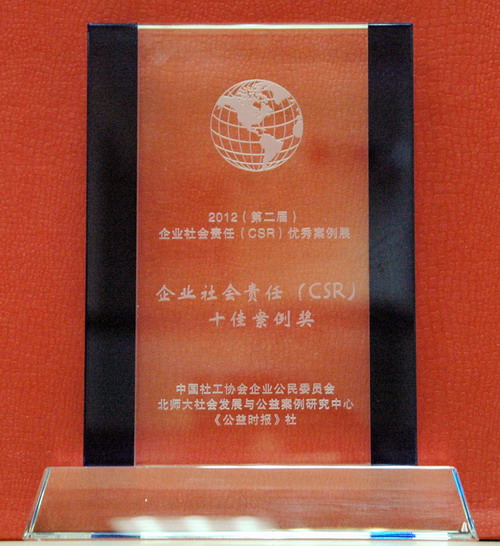 2012（第二届）
企业社会责任（CSR）优秀案例展
企业社会责任（CSR）
十佳案例奖
中国社工协会企业公民委员会
北师大社会发展与公益案例研究中心
《公益时报》社